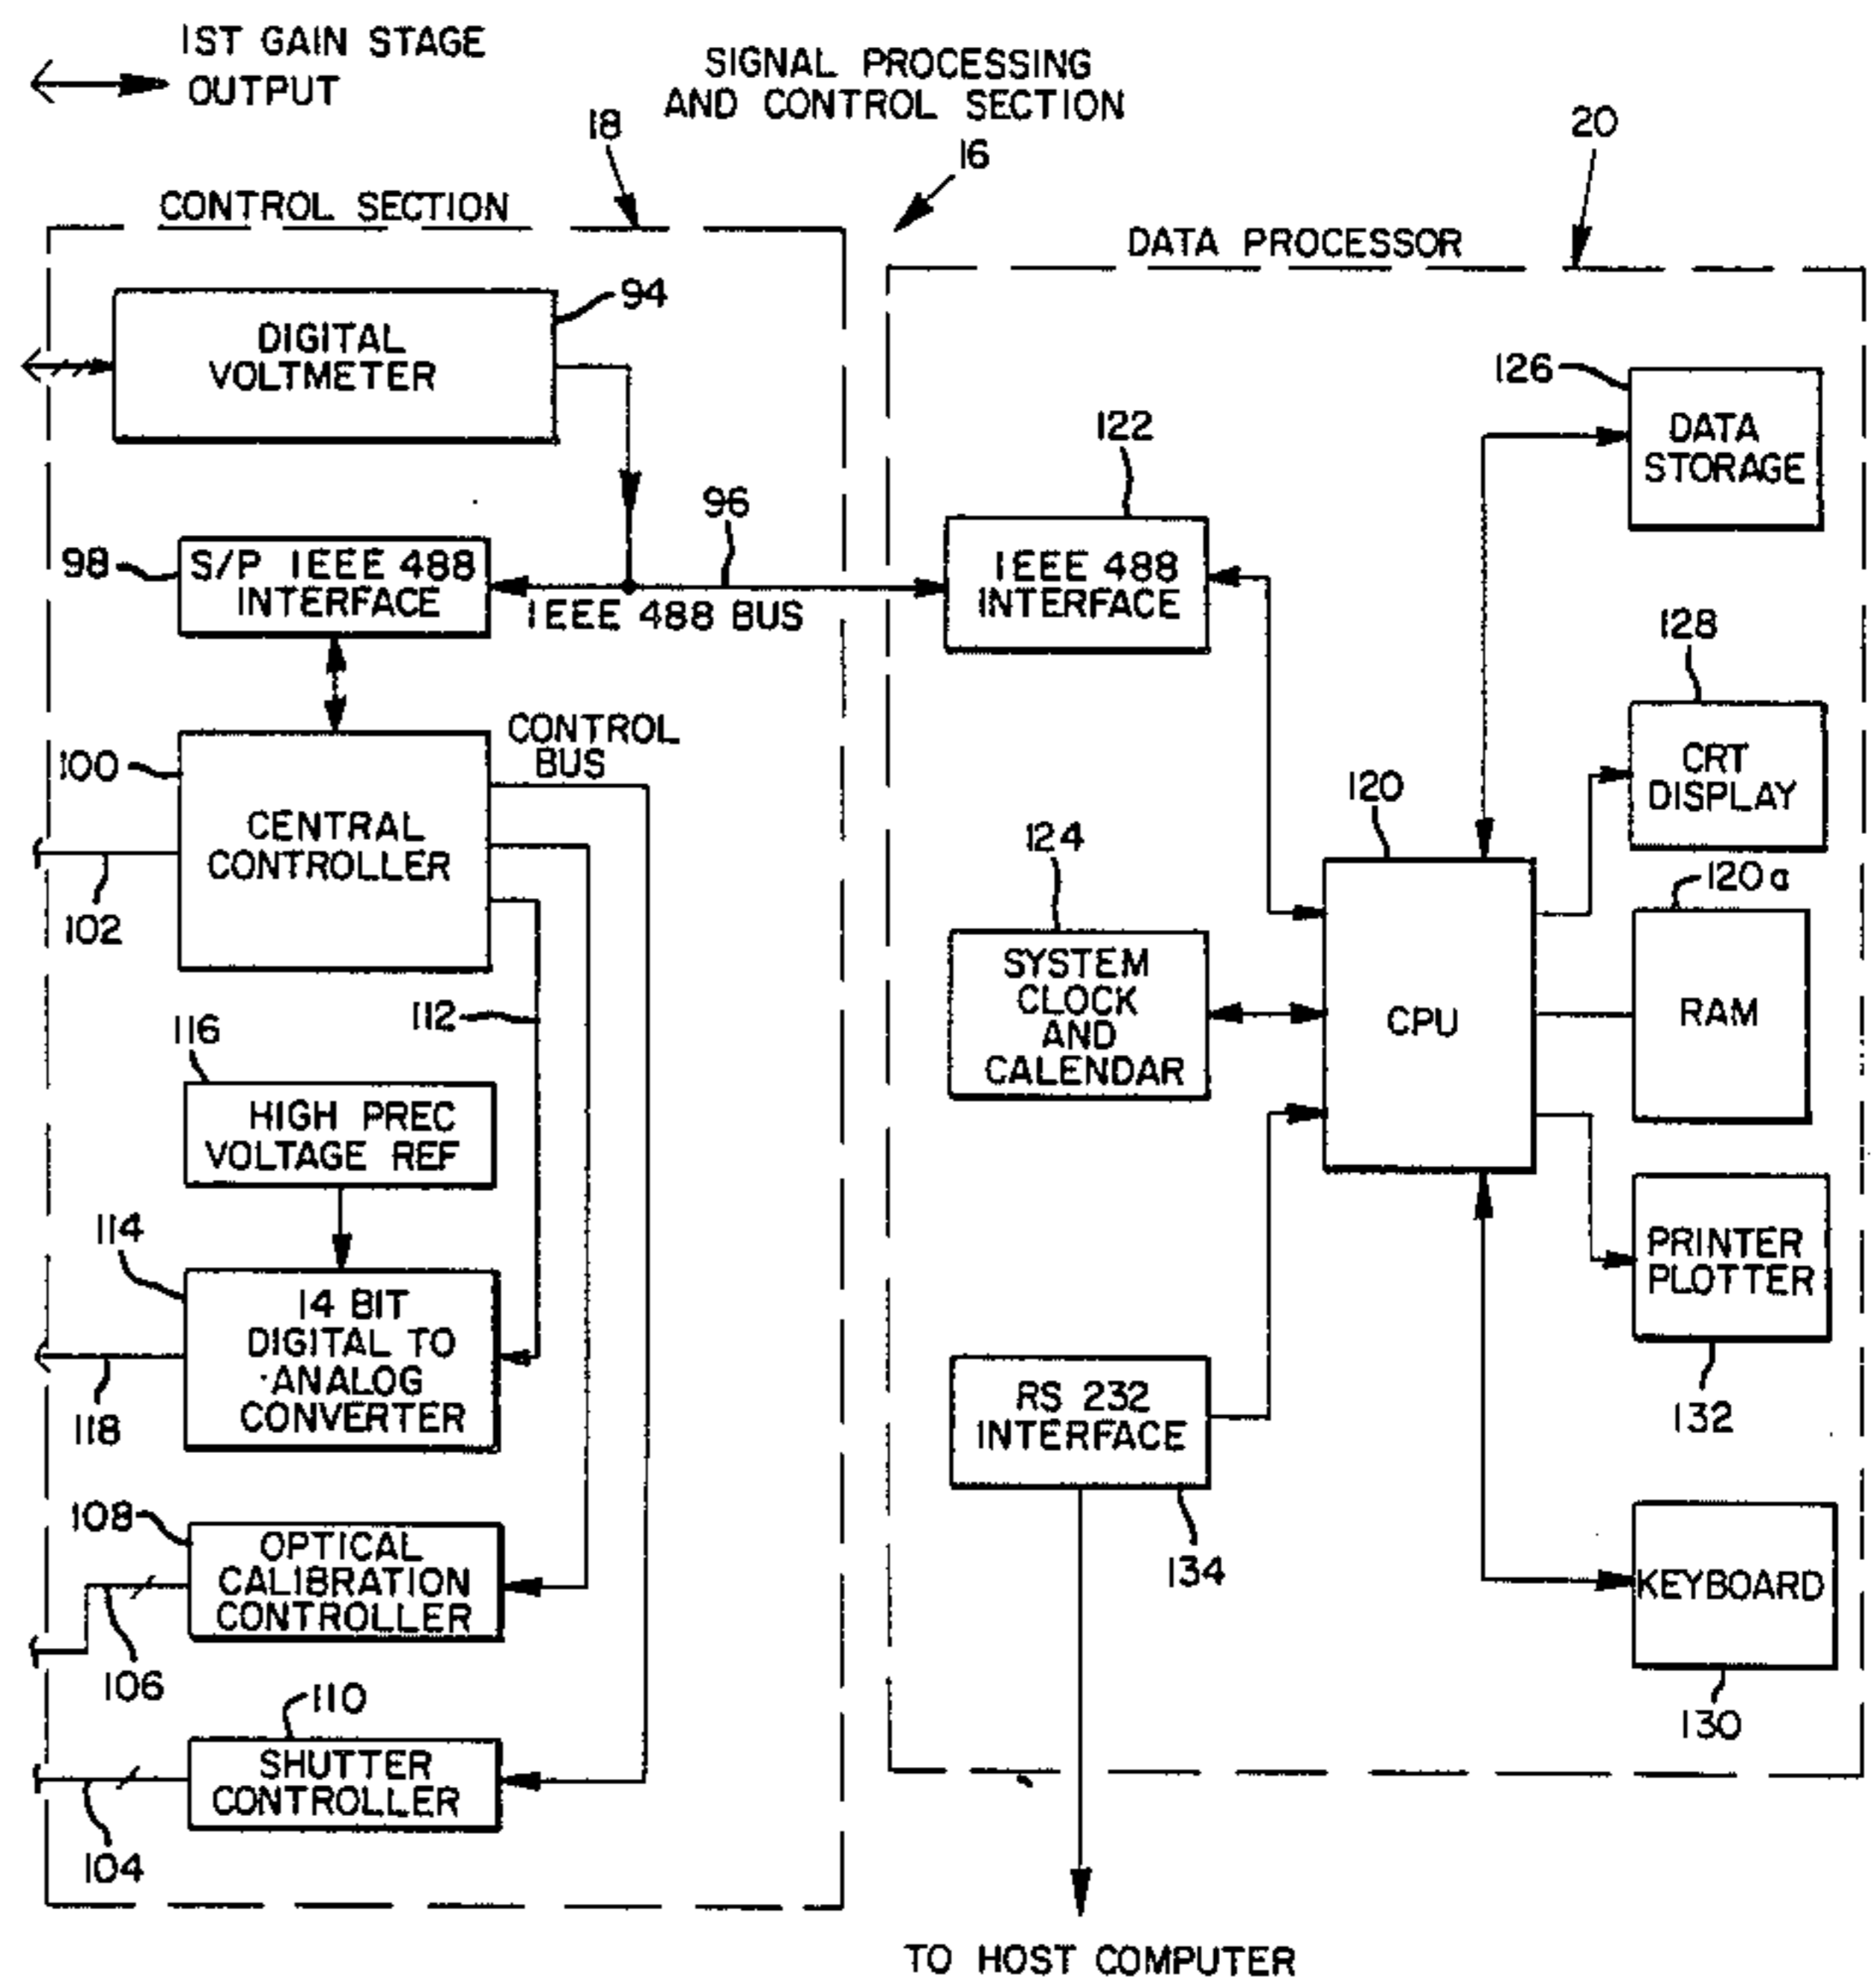 1ST GAIN STAGE
OUTPUT
SIGNAL PROCESSING
AND CONTROL SECTION
18
16
20
CONTROL SECTION
DATA PROCESSOR
94
DIGITAL
VOLTMETER
126
DATA
STORAGE
122
96
98
S/P IEEE 488
INTERFACE
IEEE 488 BUS
IEEE 488
INTERFACE
128
CRT
DISPLAY
CONTROL
BUS
100
CENTRAL
CONTROLLER
102
120
124
120a
SYSTEM
CLOCK
AND
CALENDAR
CPU
RAM
112
116
HIGH PREC
VOLTAGE REF
114
14 BIT
DIGITAL TO
ANALOG
CONVERTER
118
PRINTER
PLOTTER
132
RS 232
INTERFACE
134
108
OPTICAL
CALIBRATION
CONTROLLER
106
KEYBOARD
130
110
SHUTTER
CONTROLLER
104
TO HOST COMPUTER